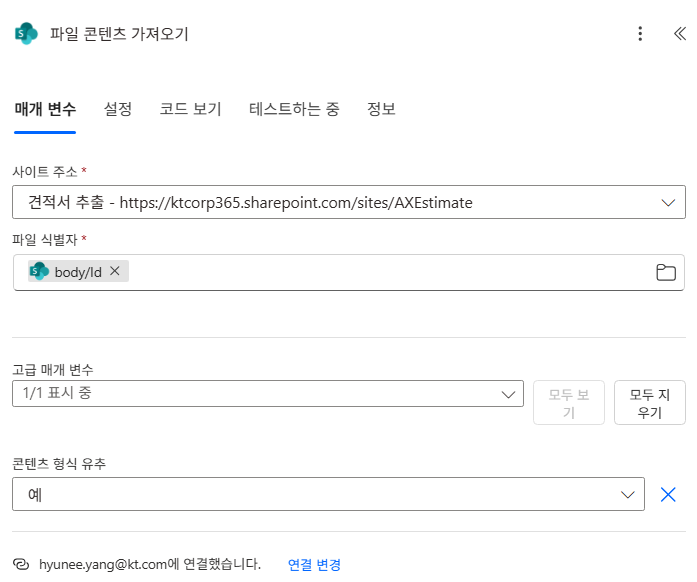 파일 콘텐츠 가져오기
매개 변수 설정 코드 보기 테스트하는 중 정보
사이트 주소 *
견적서 추출 - https://ktcorp365.sharepoint.com/sites/AXEstimate
파일 식별자 *
body/Id
고급 매개 변수
1/1 표시 중
모두 보
기
모두 지
우기
콘텐츠 형식 유추
예
hyunee.yang@kt.com에 연결했습니다. 연결 변경